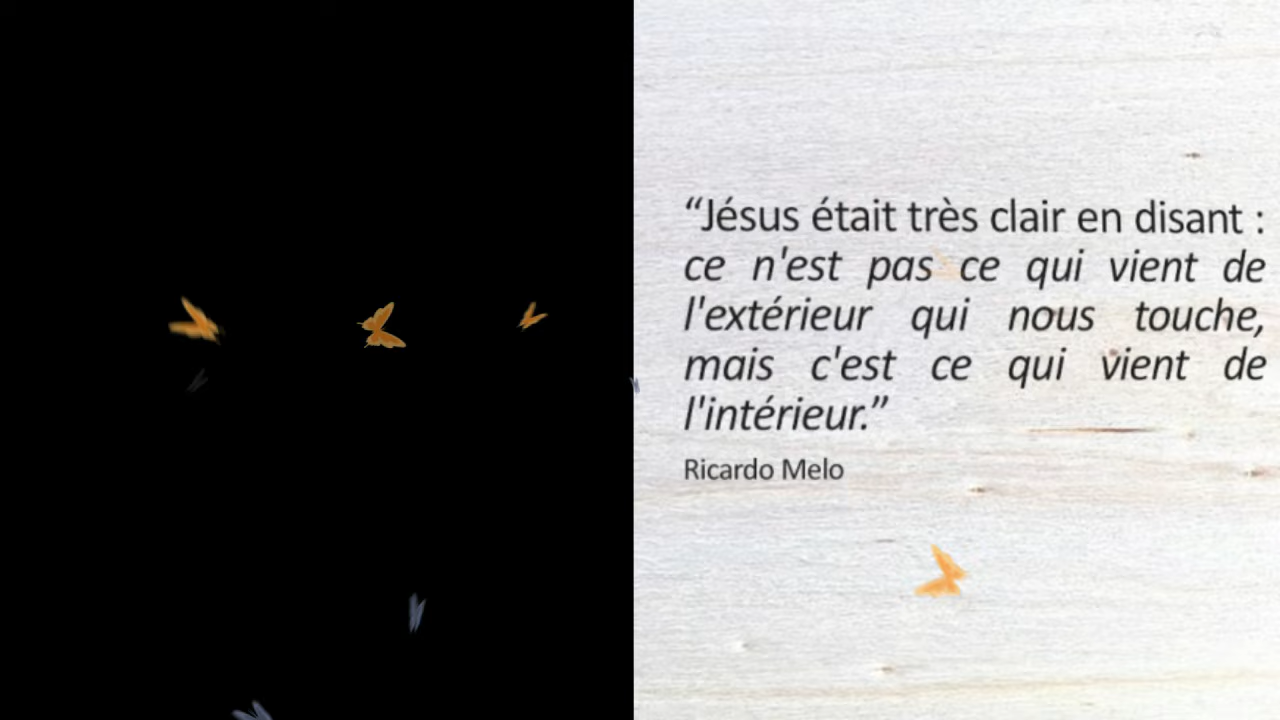 “Jésus était très clair en disant :
ce n'est pas ce qui vient de
l'extérieur qui nous touche,
mais c'est ce qui vient de
l'intérieur.”
Ricardo Melo